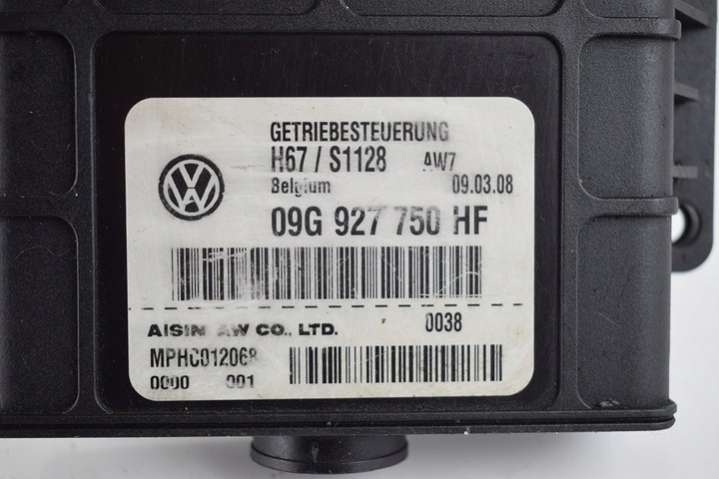 GETRIEBESTEUERUNG
H67 / S1128 AW7
Belgium 09.03.08
09G 927 750 HF
AISIN AW CO., LTD. 0038
MPHC012068
0000 001